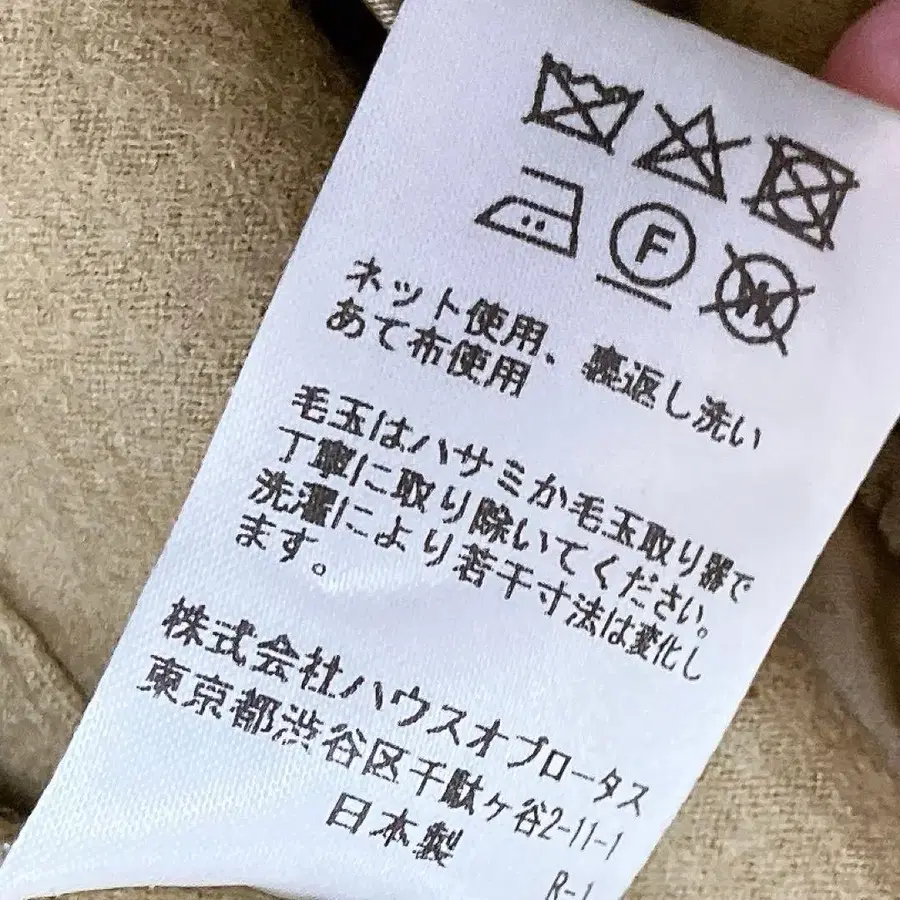 F
W
ネット使用、裏返し洗い
あて布使用
毛玉はハサミか毛玉取り器で
丁寧に取り除いてください。
洗濯により若干寸法は変化し
ます。
株式会社ハウスオブロータス
東京都渋谷区千駄ヶ谷2-11-1
日本製
R-1